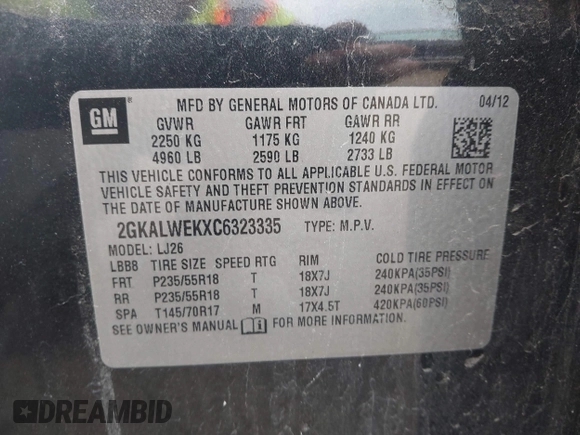 GM ® MFD BY GENERAL MOTORS OF CANADA LTD. 04/12
GVWR GAWR FRT GAWR RR
2250 KG 1175 KG 1240 KG
4960 LB 2590 LB 2733 LB
THIS VEHICLE CONFORMS TO ALL APPLICABLE U.S. FEDERAL MOTOR
VEHICLE SAFETY AND THEFT PREVENTION STANDARDS IN EFFECT ON
THE DATE OF MANUFACTURE SHOWN ABOVE.
2GKALWEKXC6323335 TYPE: M.P.V.
MODEL: LJ26
LBB8 TIRE SIZE SPEED RTG RIM COLD TIRE PRESSURE
FRT P235/55R18 T 18X7J 240KPA(35PSI)
RR P235/55R18 T 18X7J 240KPA(35PSI)
SPA T145/70R17 M 17X4.5T 420KPA(60PSI)
SEE OWNER'S MANUAL FOR MORE INFORMATION.
DREAMBID